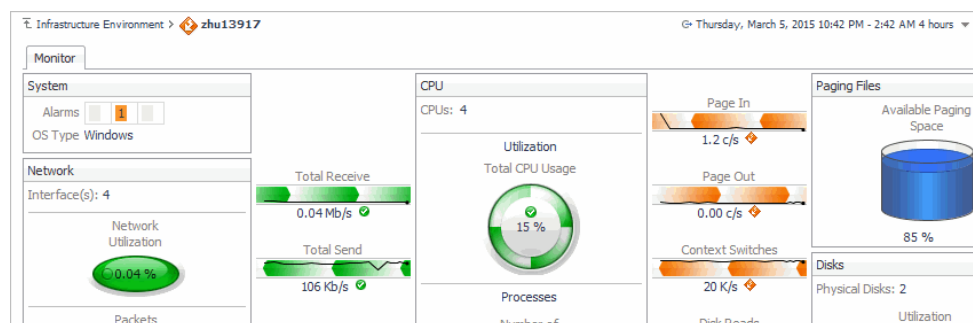 Infrastructure Environment > zhu13917
Thursday, March 5, 2015 10:42 PM - 2:42 AM 4 hours
Monitor
System
Alarms 1
OS Type Windows
Network
Interface(s): 4
Network
Utilization
0.04 %
Packets
Total Receive
0.04 Mb/s
Total Send
106 Kb/s
CPU
CPUs: 4
Utilization
Total CPU Usage
15 %
Processes
Number of
Page In
1.2 c/s
Page Out
0.00 c/s
Context Switches
20 K/s
Disk Reads
Paging Files
Available Paging
Space
85 %
Disks
Physical Disks: 2
Utilization